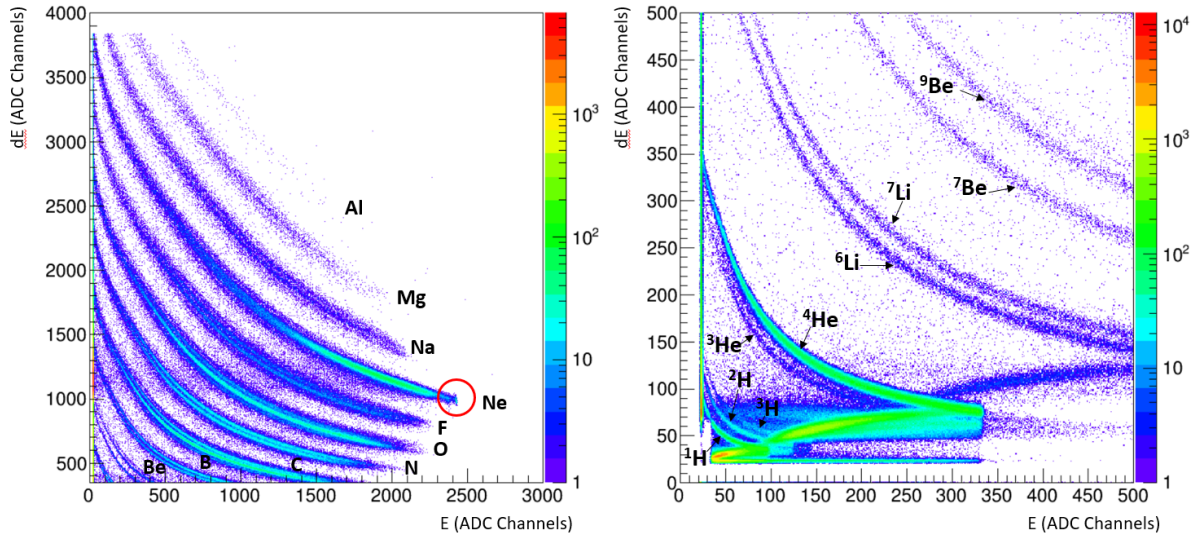 4000
3500
3000
2500
2000
1500
1000
500
dE (ADC Channels)
0 500 1000 1500 2000 2500 3000
E (ADC Channels)
10³
10²
10
1
Al
Mg
Na
Ne
F
O
N
C
B
Be
500
450
400
350
300
250
200
150
100
50
0
dE (ADC Channels)
0 50 100 150 200 250 300 350 400 450 500
E (ADC Channels)
10⁴
10³
10²
10
1
⁹Be
⁷Be
⁷Li
⁶Li
⁴He
³He
²H
³H
¹H